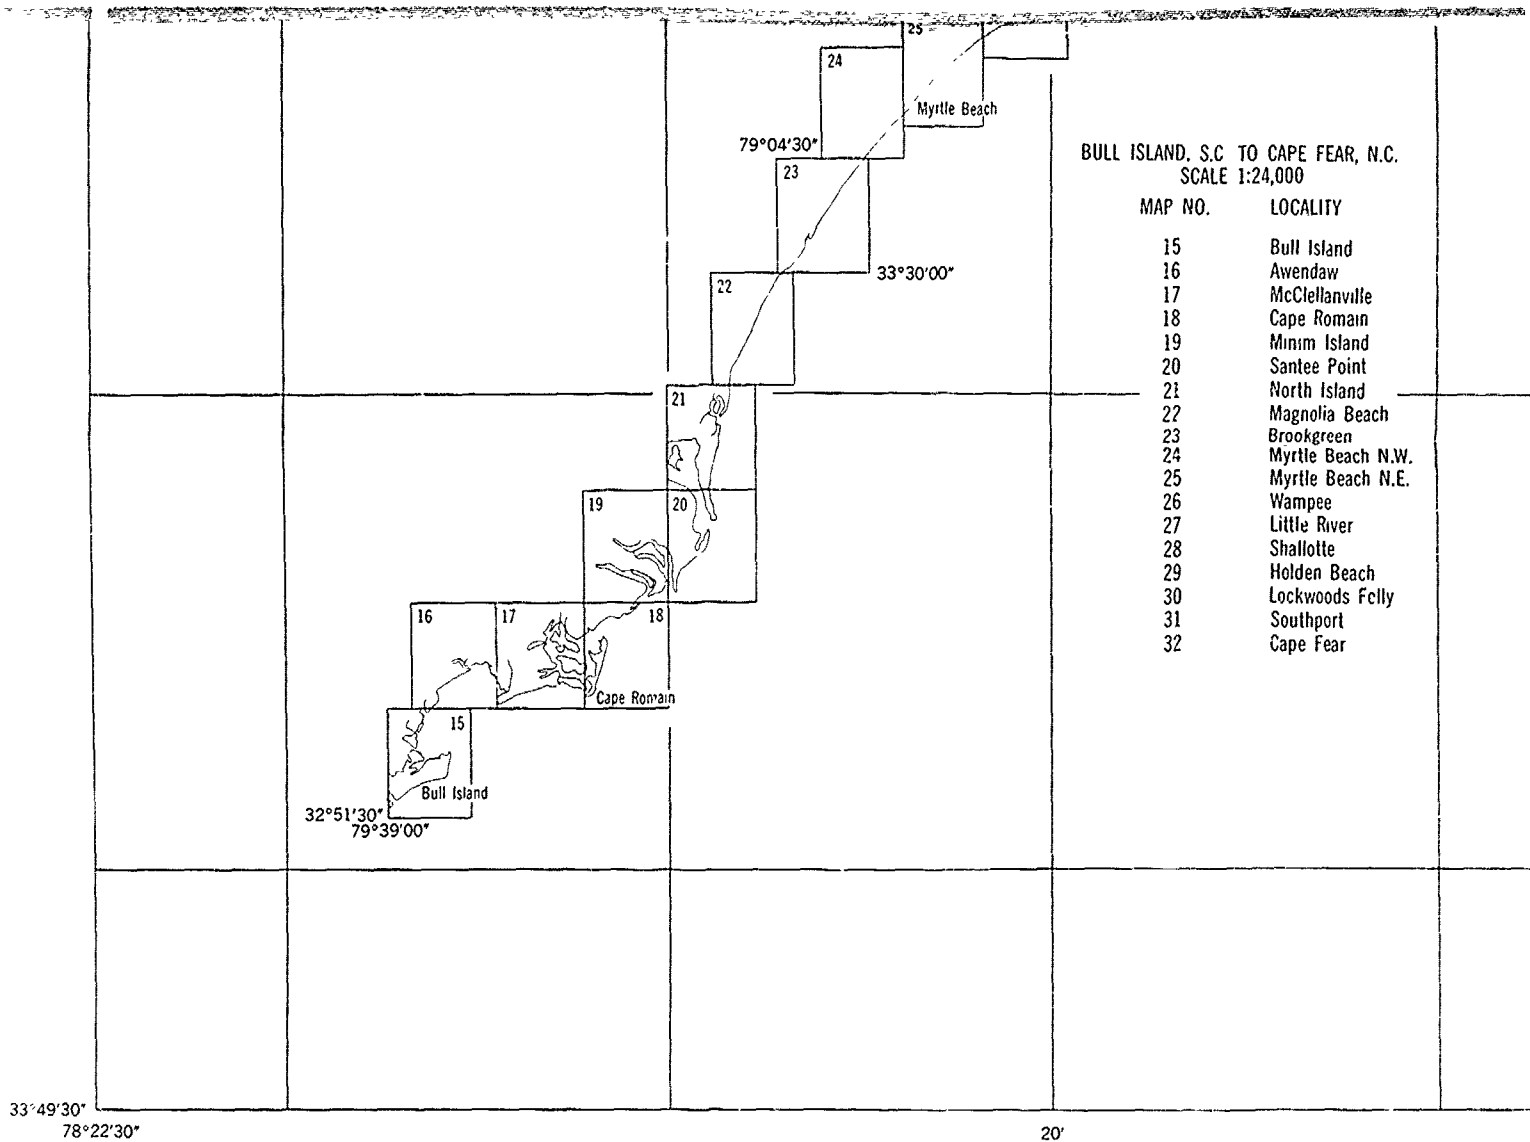 25
24
Myrtle Beach
79°04'30"
23
33°30'00"
22
21
19
20
16
17
18
Cape Romain
15
Bull Island
32°51'30"
79°39'00"
33°49'30"
78°22'30"
20'
BULL ISLAND. S.C TO CAPE FEAR, N.C.
SCALE 1:24,000
MAP NO. LOCALITY
15 Bull Island
16 Awendaw
17 McClellanville
18 Cape Romain
19 Minim Island
20 Santee Point
21 North Island
22 Magnolia Beach
23 Brookgreen
24 Myrtle Beach N.W.
25 Myrtle Beach N.E.
26 Wampee
27 Little River
28 Shallotte
29 Holden Beach
30 Lockwoods Folly
31 Southport
32 Cape Fear